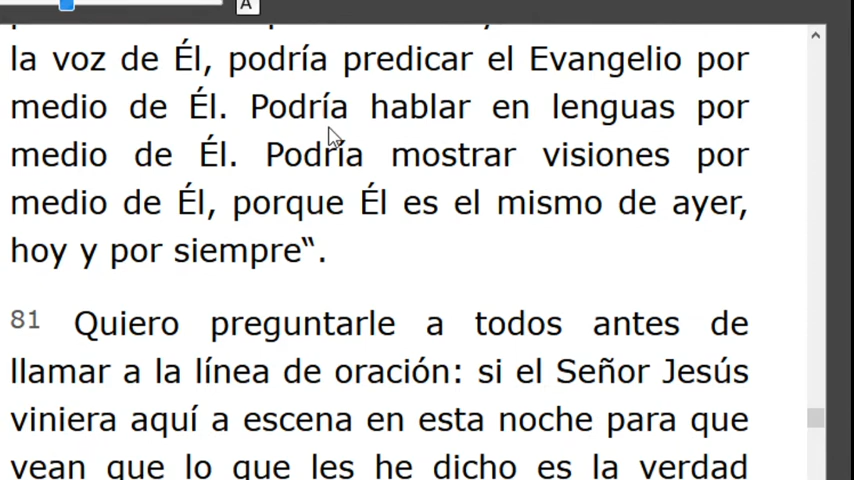 A
la voz de Él, podría predicar el Evangelio por
medio de Él. Podría hablar en lenguas por
medio de Él. Podría mostrar visiones por
medio de Él, porque Él es el mismo de ayer,
hoy y por siempre“.
81 Quiero preguntarle a todos antes de
llamar a la línea de oración: si el Señor Jesús
viniera aquí a escena en esta noche para que
vean que lo que les he dicho es la verdad